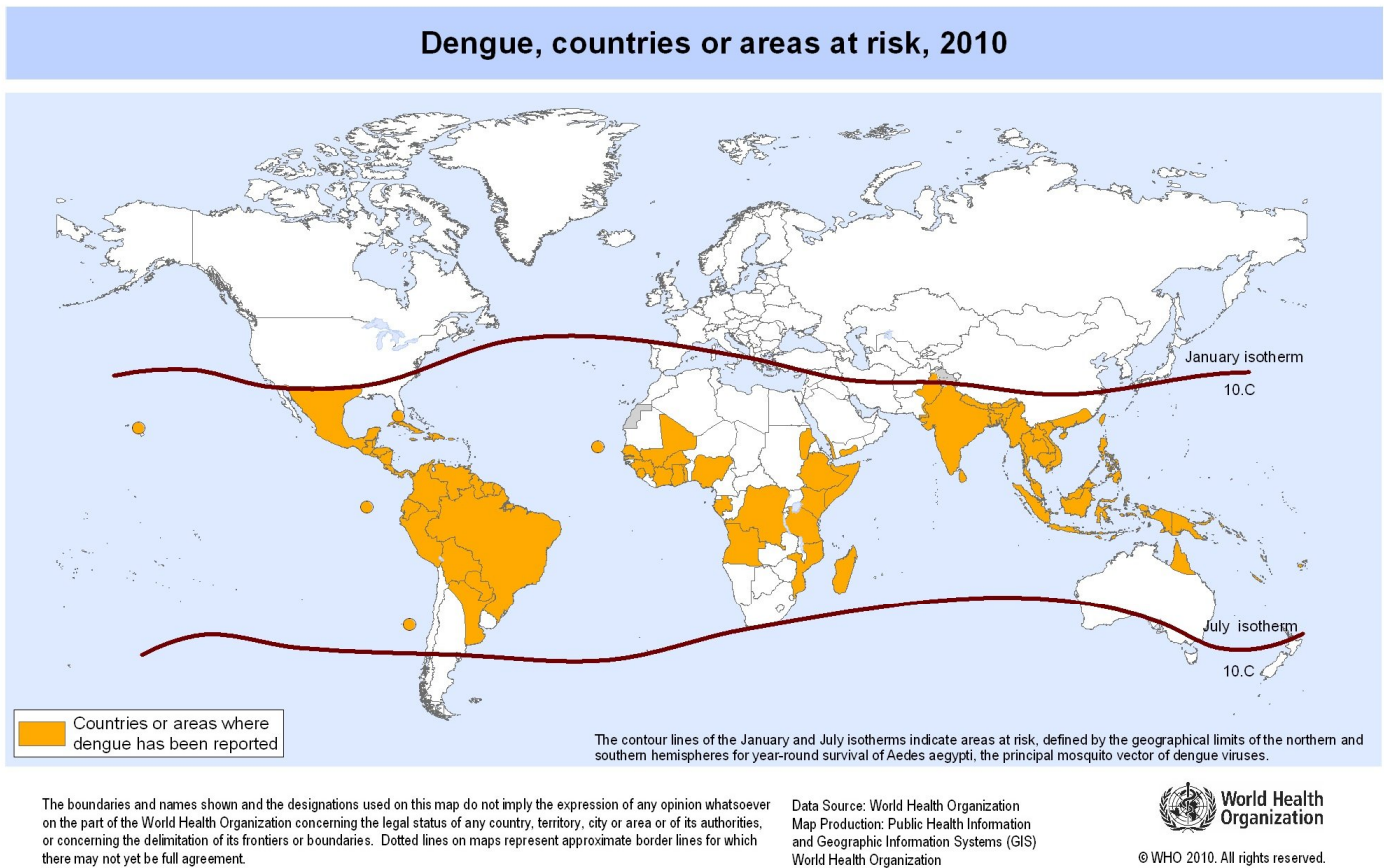 Dengue, countries or areas at risk, 2010
January isotherm
10.C
July isotherm
10.C
Countries or areas where
dengue has been reported
The contour lines of the January and July isotherms indicate areas at risk, defined by the geographical limits of the northern and
southern hemispheres for year-round survival of Aedes aegypti, the principal mosquito vector of dengue viruses.
The boundaries and names shown and the designations used on this map do not imply the expression of any opinion whatsoever
on the part of the World Health Organization concerning the legal status of any country, territory, city or area or of its authorities,
or concerning the delimitation of its frontiers or boundaries. Dotted lines on maps represent approximate border lines for which
there may not yet be full agreement.
Data Source: World Health Organization
Map Production: Public Health Information
and Geographic Information Systems (GIS)
World Health Organization
World Health
Organization
© WHO 2010. All rights reserved.